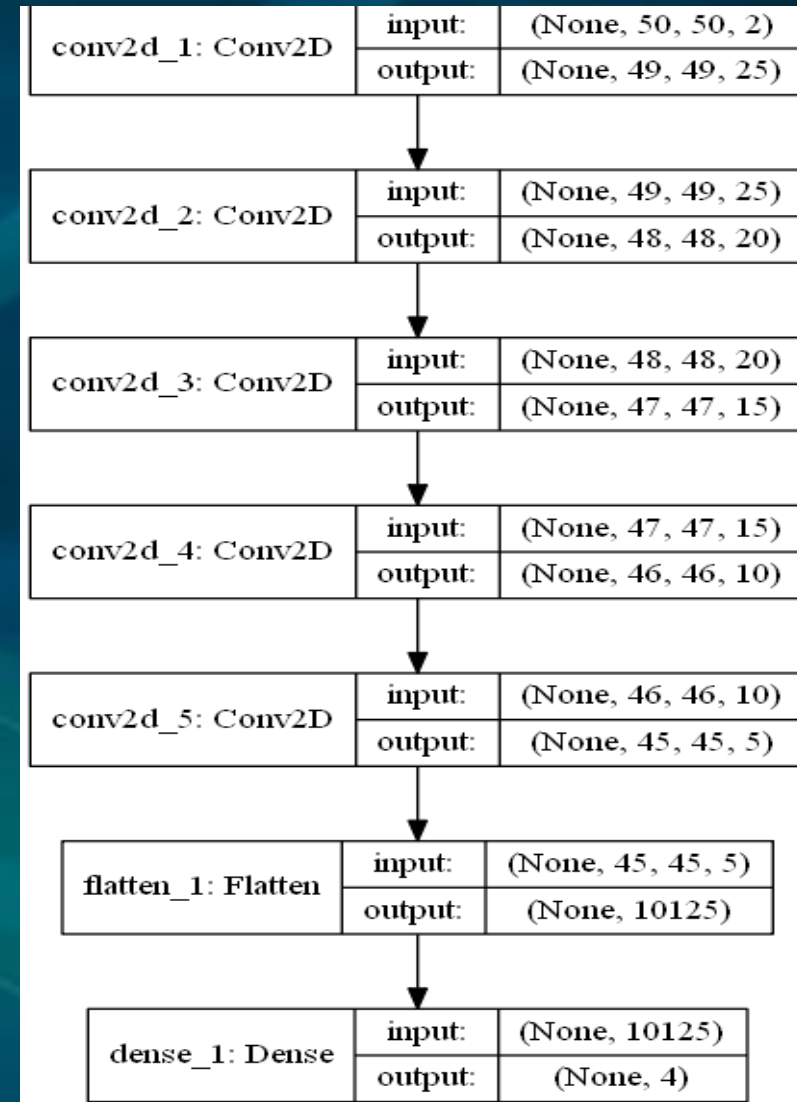 conv2d_1: Conv2D input: (None, 50, 50, 2)
output: (None, 49, 49, 25)
conv2d_2: Conv2D input: (None, 49, 49, 25)
output: (None, 48, 48, 20)
conv2d_3: Conv2D input: (None, 48, 48, 20)
output: (None, 47, 47, 15)
conv2d_4: Conv2D input: (None, 47, 47, 15)
output: (None, 46, 46, 10)
conv2d_5: Conv2D input: (None, 46, 46, 10)
output: (None, 45, 45, 5)
flatten_1: Flatten input: (None, 45, 45, 5)
output: (None, 10125)
dense_1: Dense input: (None, 10125)
output: (None, 4)